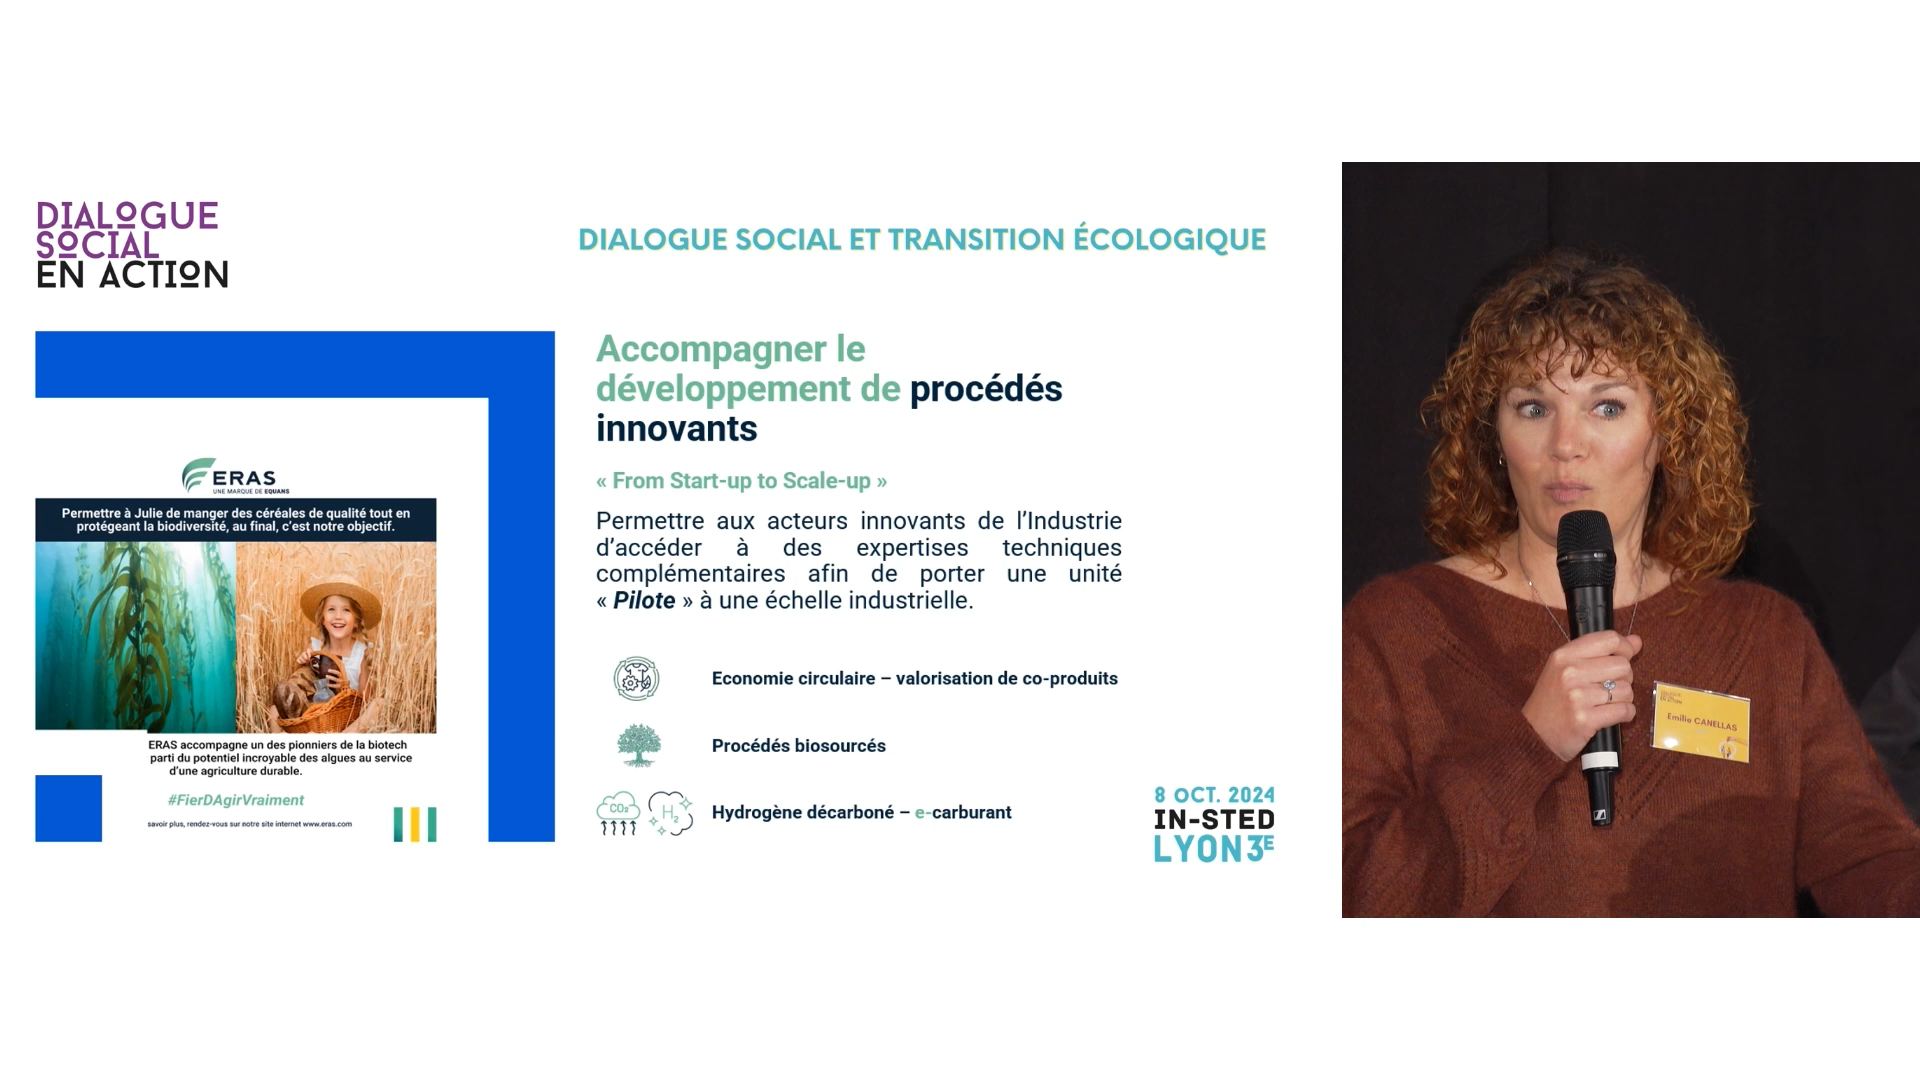 DIALOGUE
SOCIAL
EN ACTION
DIALOGUE SOCIAL ET TRANSITION ÉCOLOGIQUE
ERAS
UNE MARQUE DE EQUANS
Permettre à Julie de manger des céréales de qualité tout en
protégeant la biodiversité, au final, c’est notre objectif.
ERAS accompagne un des pionniers de la biotech
parti du potentiel incroyable des algues au service
d’une agriculture durable.
#FierDAgirVraiment
savoir plus, rendez-vous sur notre site internet www.eras.com
Accompagner le
développement de procédés
innovants
« From Start-up to Scale-up »
Permettre aux acteurs innovants de l’Industrie
d’accéder à des expertises techniques
complémentaires afin de porter une unité
« Pilote » à une échelle industrielle.
Economie circulaire – valorisation de co-produits
Procédés biosourcés
CO₂
H₂
Hydrogène décarboné – e-carburant
8 OCT. 2024
IN-STED
LYON 3E
Emilie CANELLAS